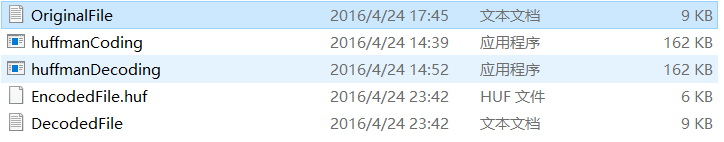 OriginalFile 2016/4/24 17:45 文本文档 9 KB
huffmanCoding 2016/4/24 14:39 应用程序 162 KB
huffmanDecoding 2016/4/24 14:52 应用程序 162 KB
EncodedFile.huf 2016/4/24 23:42 HUF 文件 6 KB
DecodedFile 2016/4/24 23:42 文本文档 9 KB